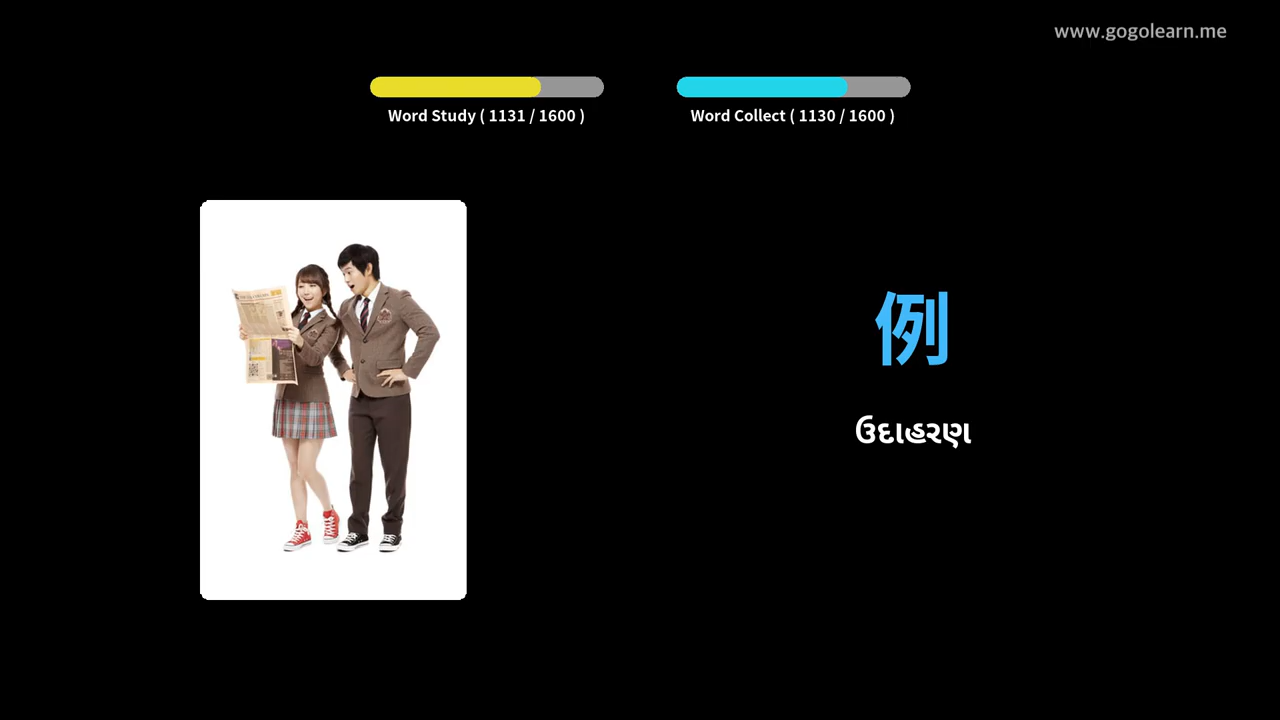 www.gogolearn.me
Word Study ( 1131 / 1600 )
Word Collect ( 1130 / 1600 )
例
ઉદાહરણ